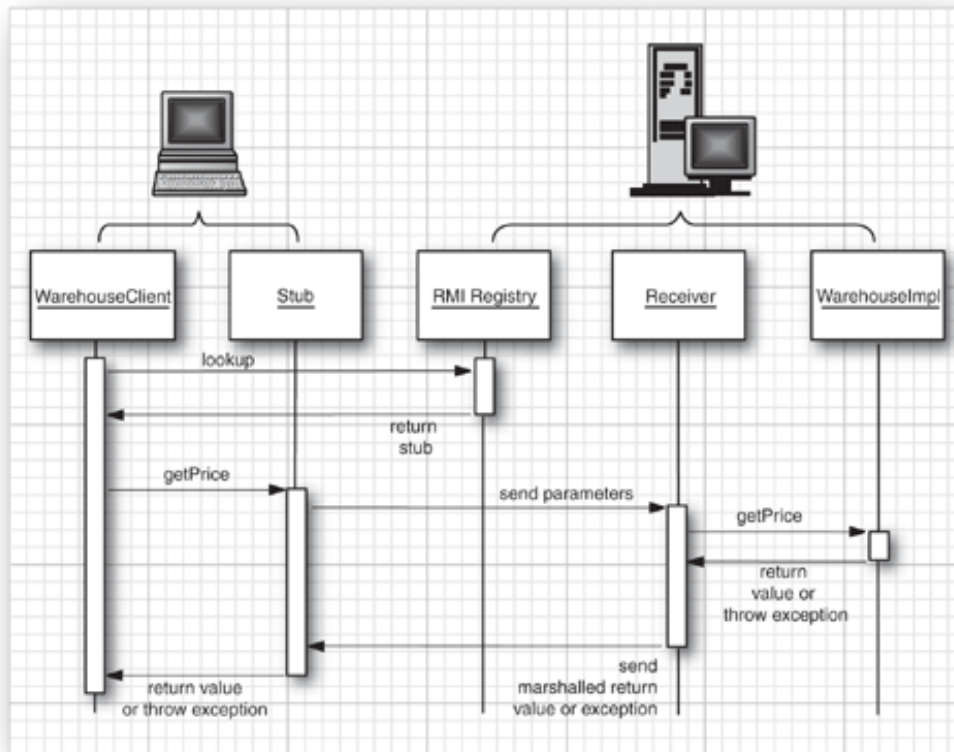 WarehouseClient
Stub
RMI Registry
Receiver
WarehouseImpl
lookup
return
stub
getPrice
send parameters
getPrice
return
value or
throw exception
send
marshalled return
value or exception
return value
or throw exception